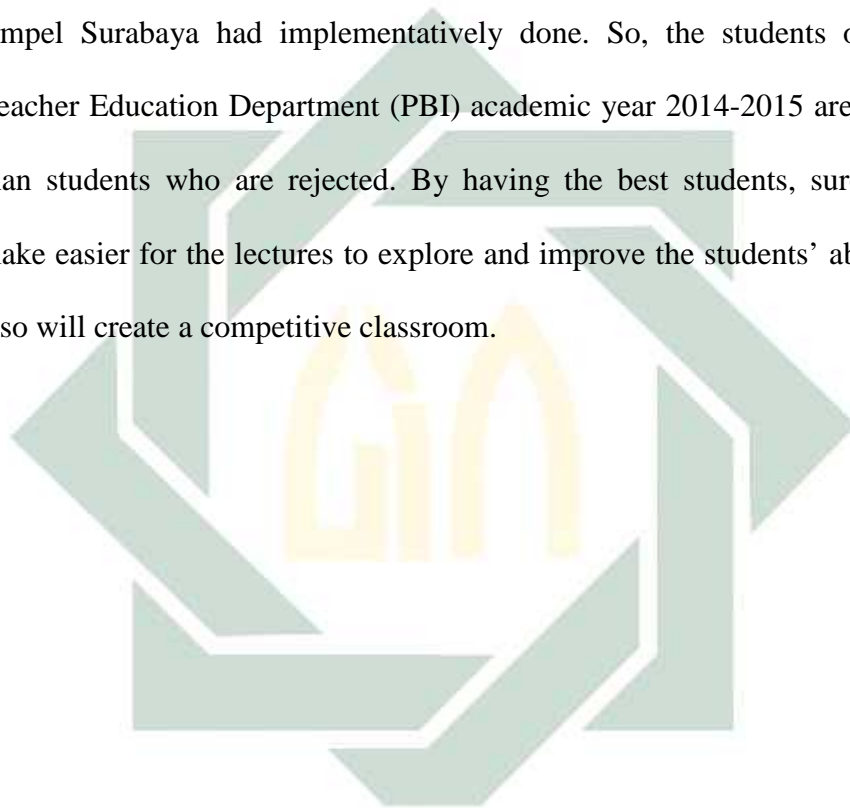 mpel Surabaya had implementatively done. So, the students o
eacher Education Department (PBI) academic year 2014-2015 are
an students who are rejected. By having the best students, sur
ake easier for the lectures to explore and improve the students’ ab
so will create a competitive classroom.